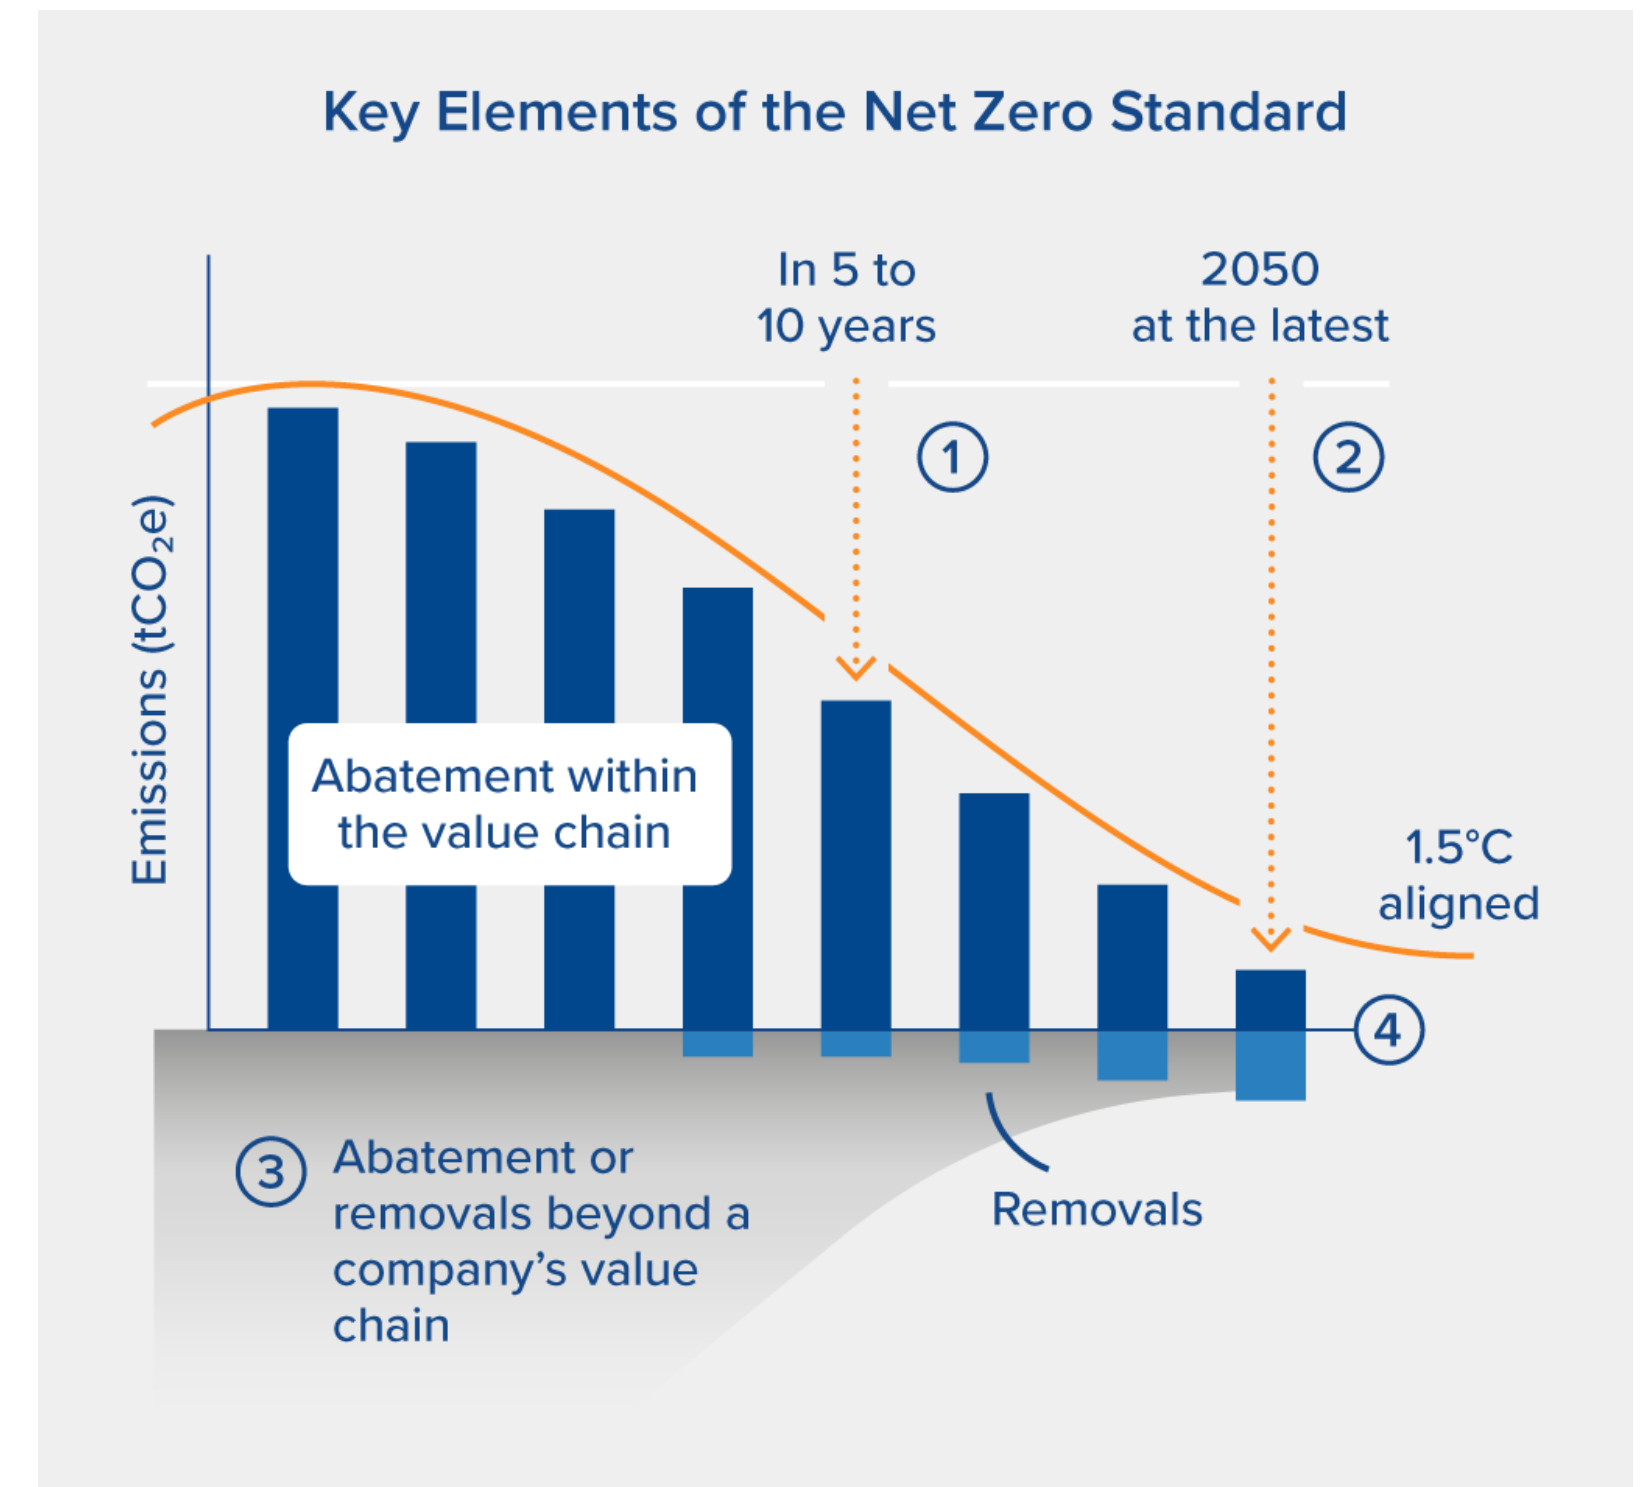 Key Elements of the Net Zero Standard
In 5 to
10 years
2050
at the latest
1
2
Emissions (tCO₂e)
Abatement within
the value chain
1.5°C
aligned
4
3
Abatement or
removals beyond a
company’s value
chain
Removals